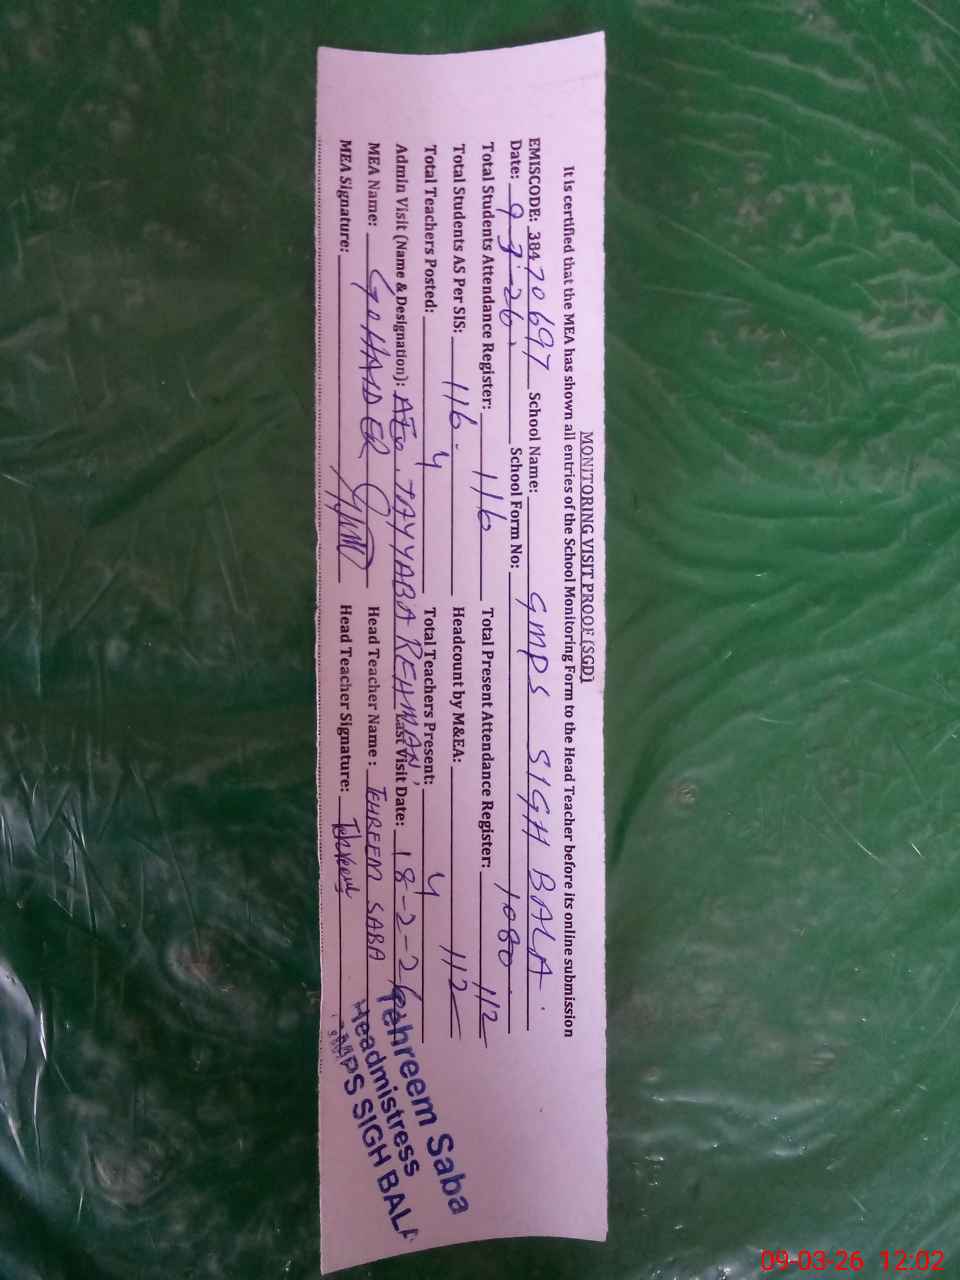 MONITORING VISIT PROOF (SGD)
It is certified that the MEA has shown all entries of the School Monitoring Form to the Head Teacher before its online submission
EMISCODE: 38470697 School Name: GMPS SIGH BALA.
Date: 9-3-26. School Form No: 1080.
Total Students Attendance Register: 116 Total Present Attendance Register: 112
Total Students AS Per SIS: 116. Headcount by M&EA: 112
Total Teachers Posted: 4 Total Teachers Present: 4
Admin Visit (Name & Designation): AEO. TAYYABA REHMAN, Last Visit Date: 18-2-26
MEA Name: Head Teacher Name : TEHREEM SABA
MEA Signature: Head Teacher Signature: Tehreem
Tehreem Saba
Headmistress
PS SIGH BALA
09-03-26 12:02